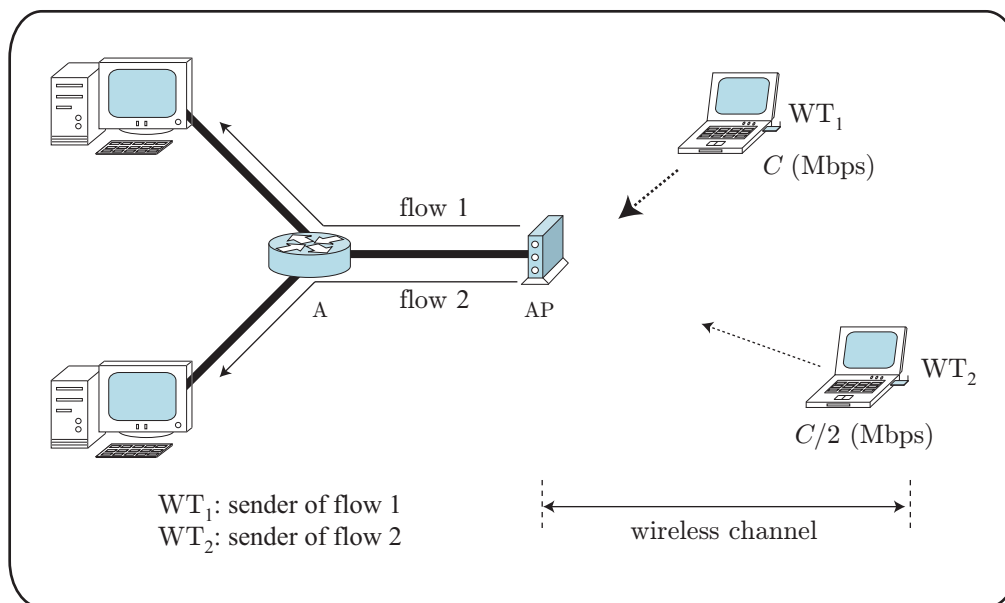 WT₁
C (Mbps)
flow 1
flow 2
A
AP
WT₂
C/2 (Mbps)
WT₁: sender of flow 1
WT₂: sender of flow 2
wireless channel